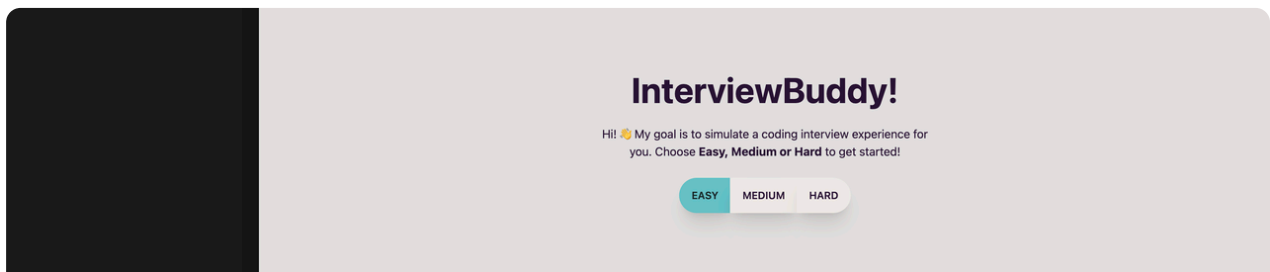 InterviewBuddy!
Hi! 👋 My goal is to simulate a coding interview experience for
you. Choose Easy, Medium or Hard to get started!
EASY MEDIUM HARD